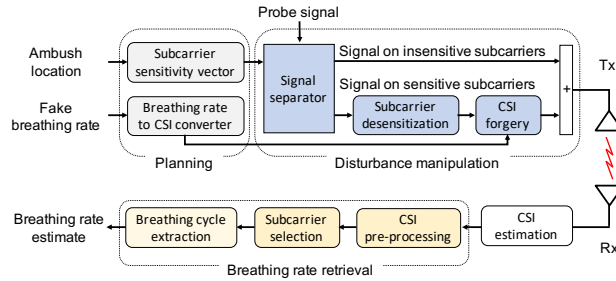 Probe signal
Ambush
location
Subcarrier
sensitivity vector
Signal
separator
Signal on insensitive subcarriers
Tx
Signal on sensitive subcarriers
Fake
breathing rate
Breathing rate
to CSI converter
Subcarrier
desensitization
CSI
forgery
+
Planning
Disturbance manipulation
Breathing rate
estimate
Breathing cycle
extraction
Subcarrier
selection
CSI
pre-processing
CSI
estimation
Rx
Breathing rate retrieval